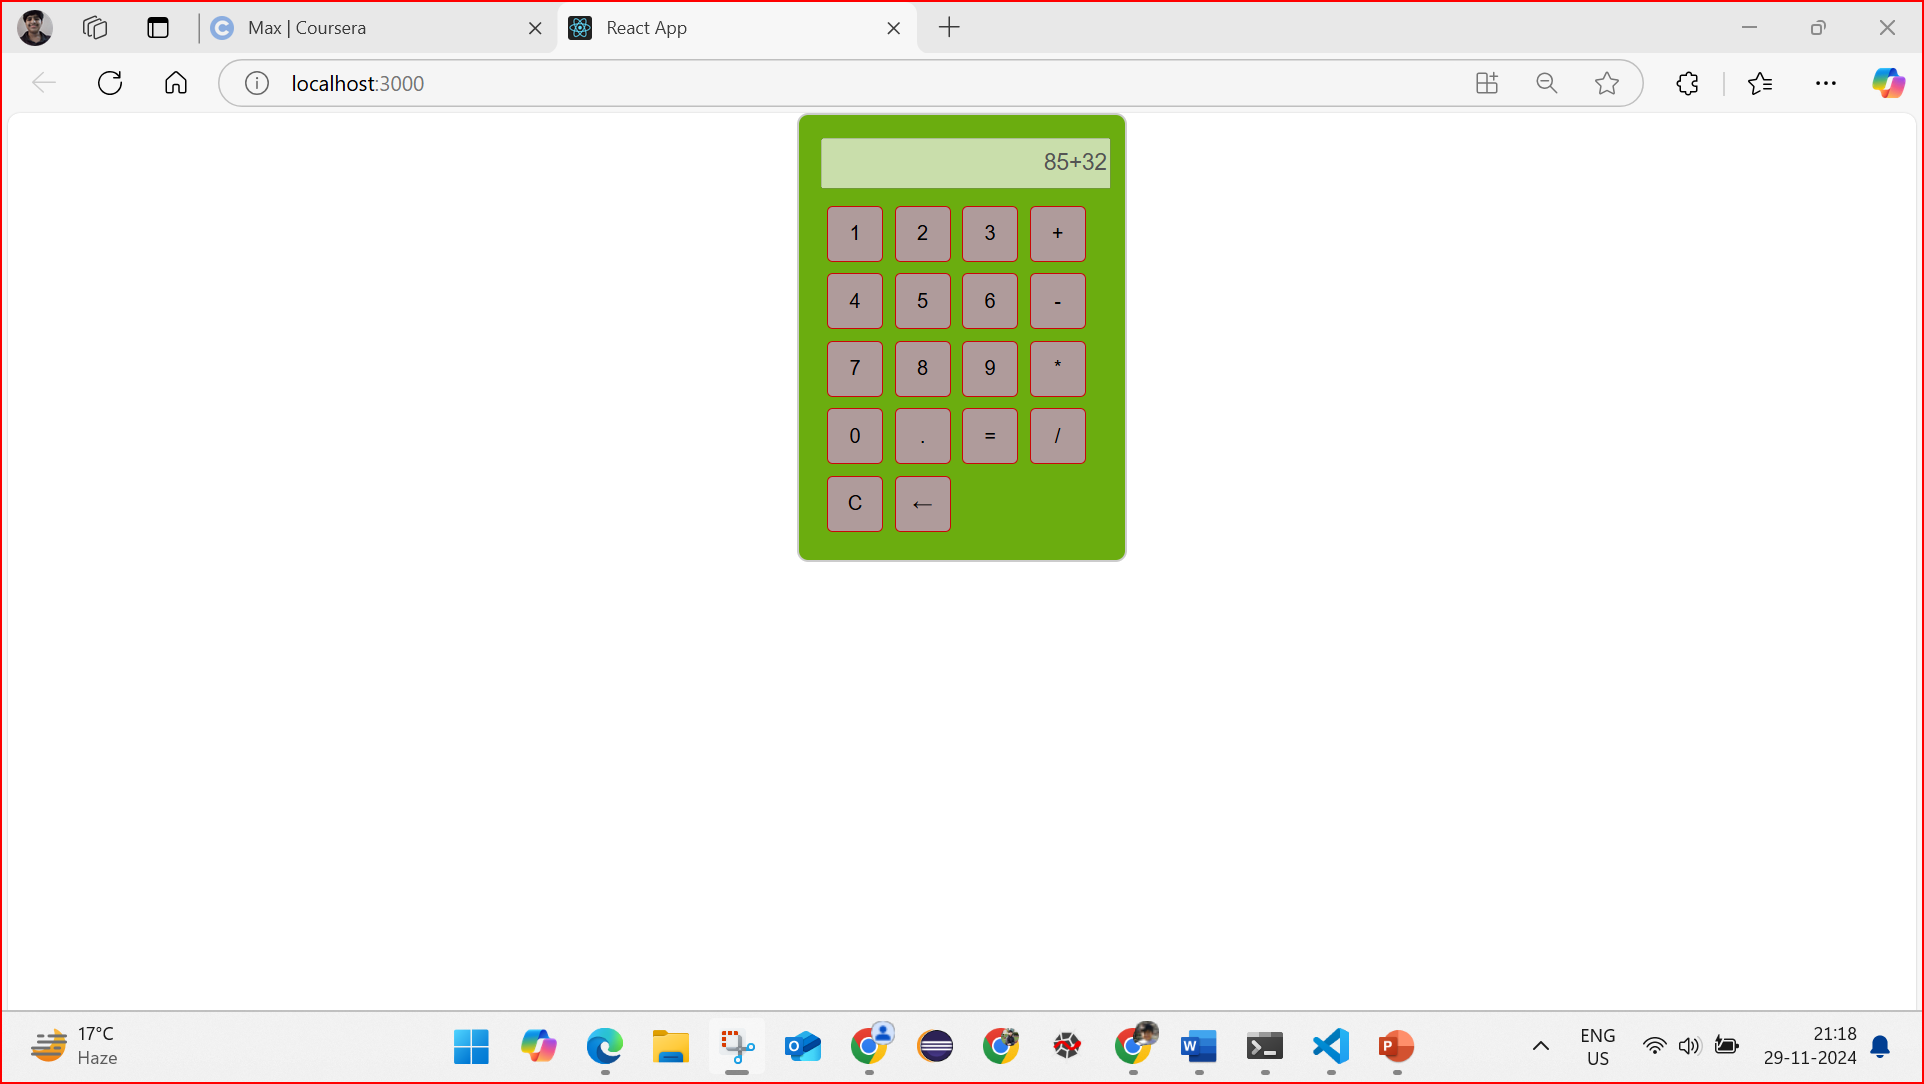 Max | Coursera
React App
localhost:3000
85+32
1 2 3 +
4 5 6 -
7 8 9 *
0 . = /
C ←
17°C
Haze
ENG
US
21:18
29-11-2024